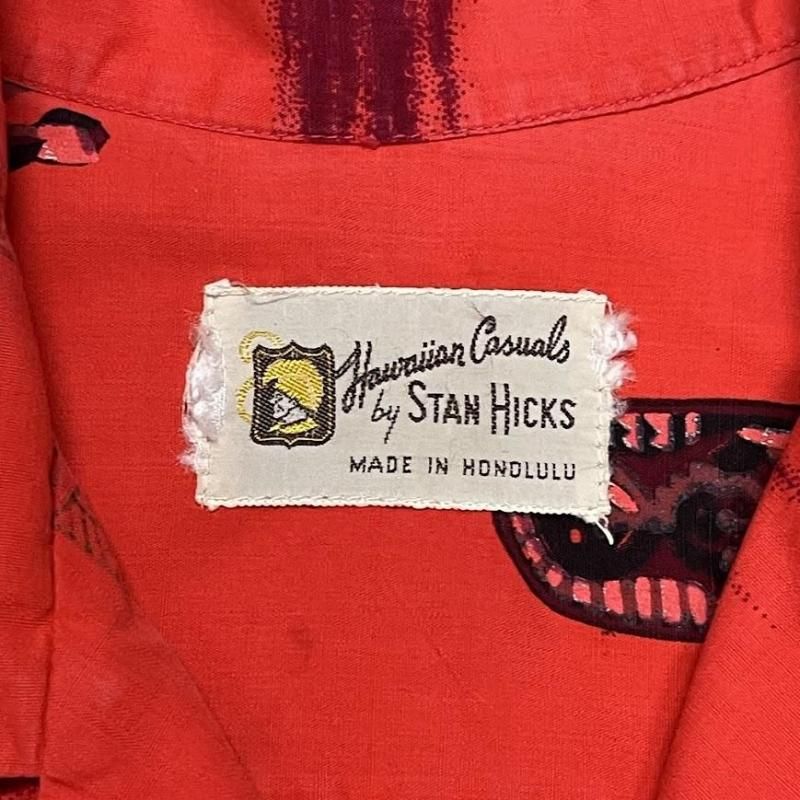 Hawaiian Casuals
by STAN HICKS
MADE IN HONOLULU